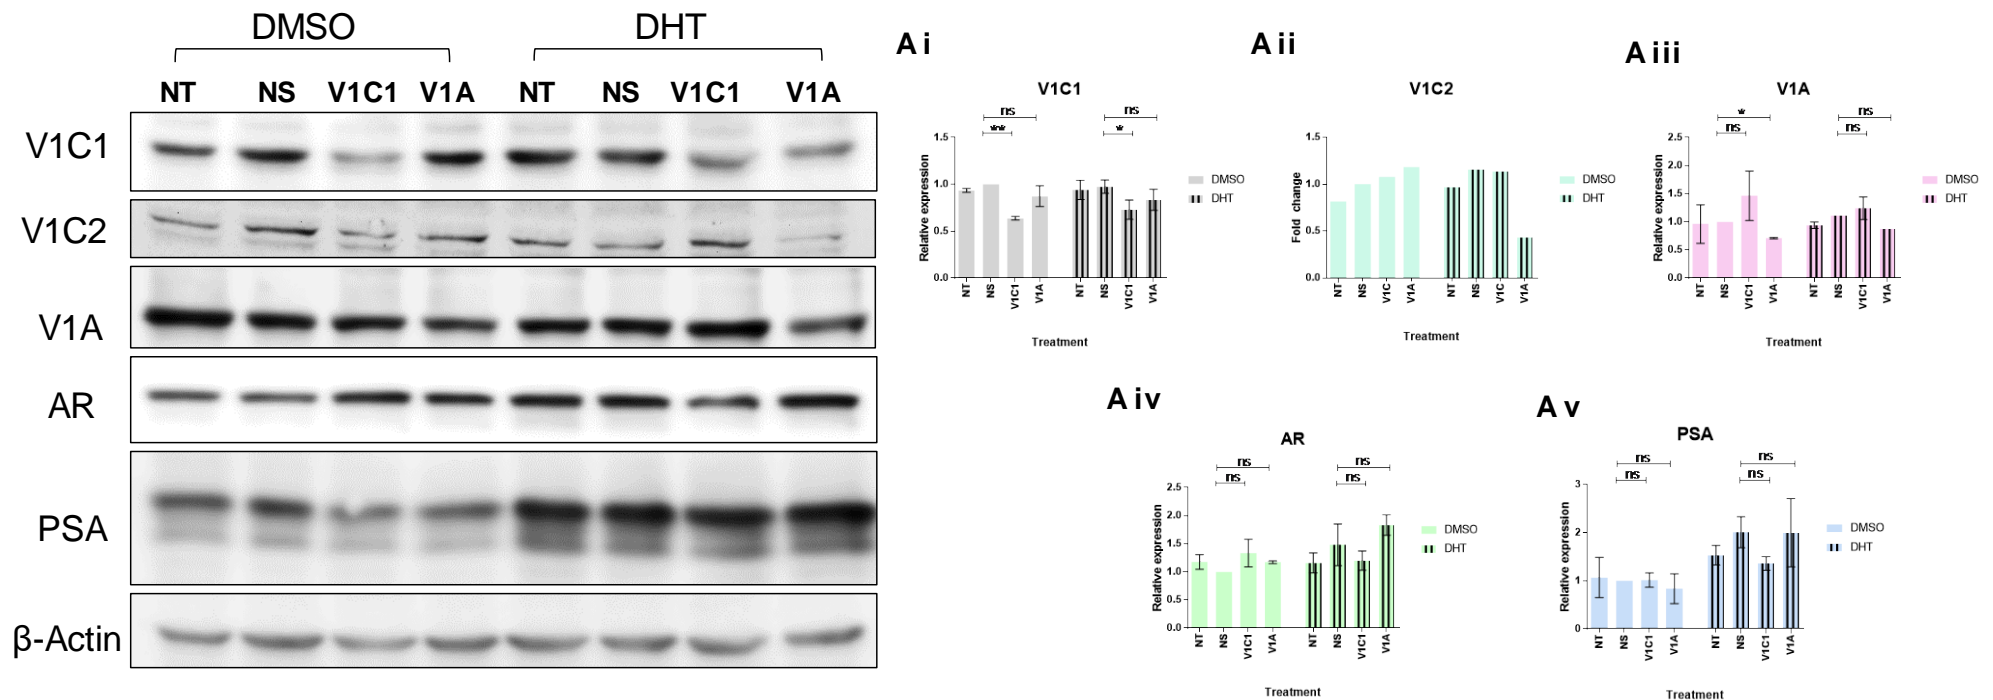 DMSO DHT
NT NS V1C1 V1A NT NS V1C1 V1A
V1C1
V1C2
V1A
AR
PSA
β-Actin
A i
V1C1
ns ns
** *
Relative expression
1.5
1.0
0.5
0.0
NT NS V1C1 V1A NT NS V1C1 V1A
Treatment
DMSO
DHT
A ii
V1C2
Fold change
1.5
1.0
0.5
0.0
NT NS V1C V1A NT NS V1C V1A
Treatment
DMSO
DHT
A iii
V1A
* ns
ns ns
Relative expression
2.5
2.0
1.5
1.0
0.5
0.0
NT NS V1C1 V1A NT NS V1C1 V1A
Treatment
DMSO
DHT
A iv
AR
ns ns
ns ns
Relative expression
2.5
2.0
1.5
1.0
0.5
0.0
NT NS V1C1 V1A NT NS V1C1 V1A
Treatment
DMSO
DHT
A v
PSA
ns ns
ns ns
Relative expression
3
2
1
0
NT NS V1C1 V1A NT NS V1C1 V1A
Treatment
DMSO
DHT